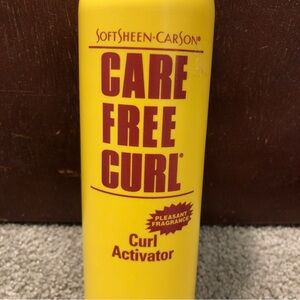 SOFTSHEEN·CARSON®
CARE
FREE
CURL®
PLEASANT
FRAGRANCE
Curl
Activator